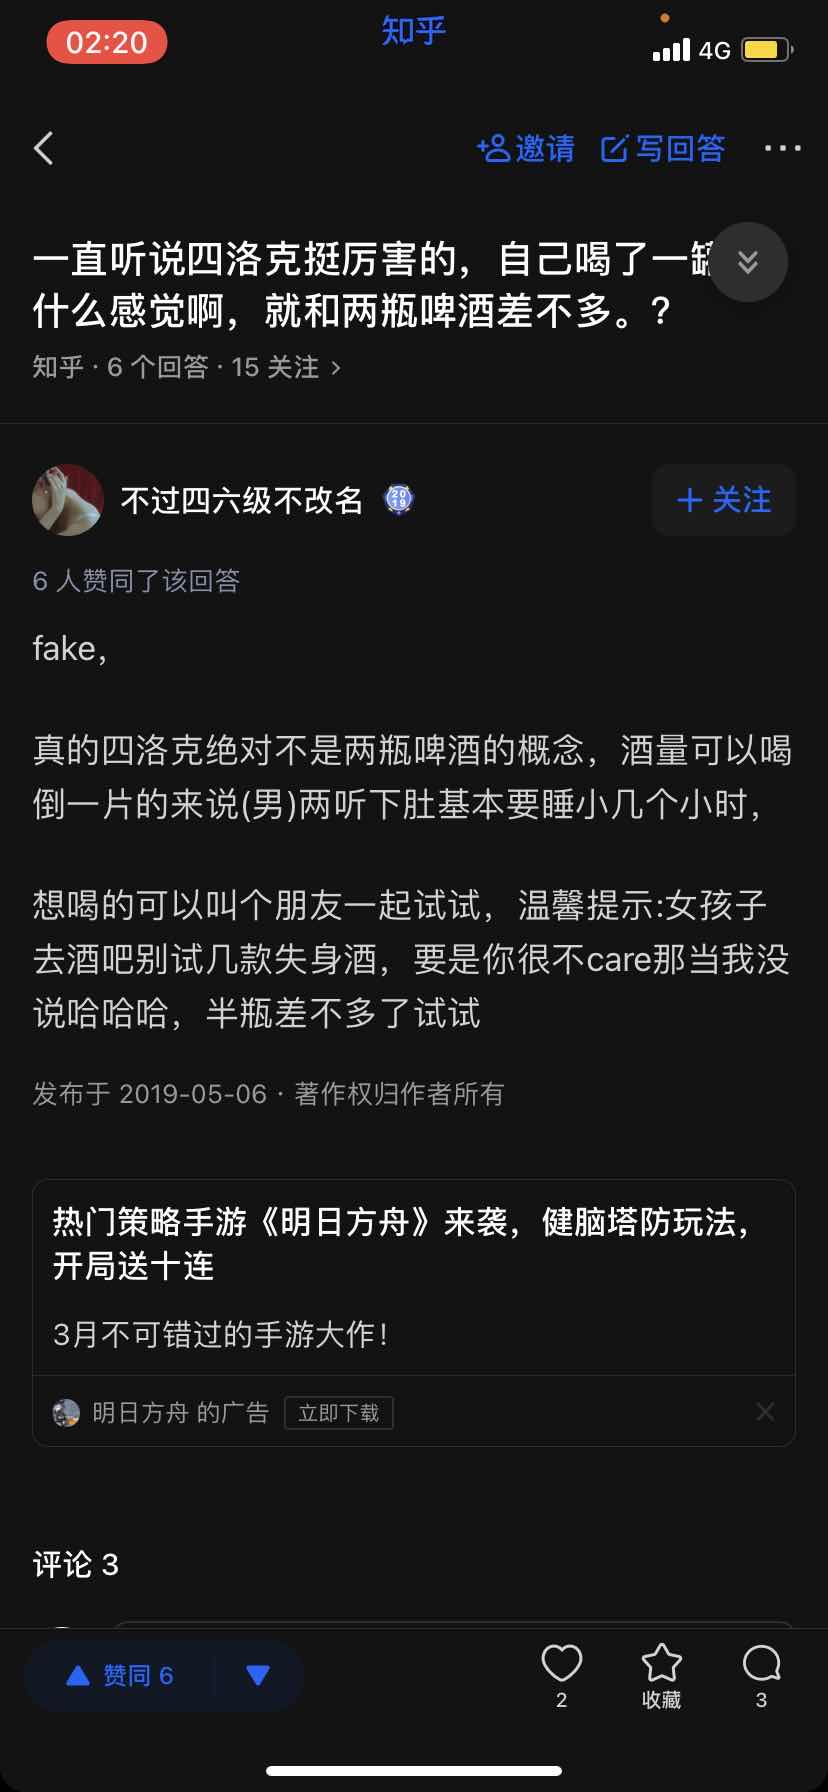 02:20
知乎
4G
邀请
写回答
一直听说四洛克挺厉害的，自己喝了一罐
什么感觉啊，就和两瓶啤酒差不多。?
知乎 · 6 个回答 · 15 关注
不过四六级不改名
2019
关注
6 人赞同了该回答
fake，
真的四洛克绝对不是两瓶啤酒的概念，酒量可以喝
倒一片的来说(男)两听下肚基本要睡小几个小时，
想喝的可以叫个朋友一起试试，温馨提示:女孩子
去酒吧别试几款失身酒，要是你很不care那当我没
说哈哈哈，半瓶差不多了试试
发布于 2019-05-06 · 著作权归作者所有
热门策略手游《明日方舟》来袭，健脑塔防玩法，
开局送十连
3月不可错过的手游大作！
明日方舟 的广告
立即下载
评论 3
赞同 6
2
收藏
3